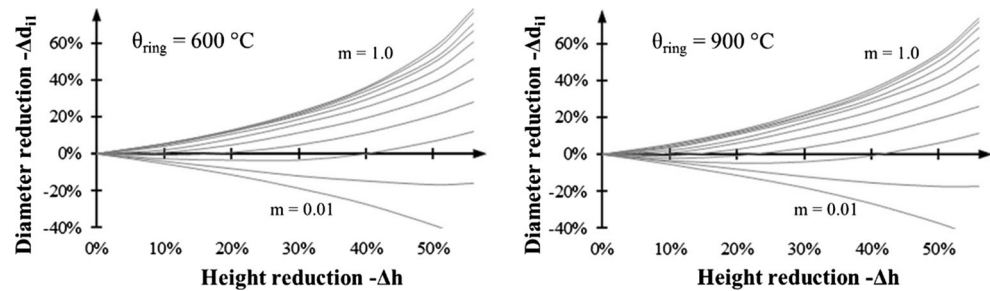 Diameter reduction -Δdi1
60%
40%
20%
0%
-20%
-40%
θring = 600 °C
m = 1.0
m = 0.01
0% 10% 20% 30% 40% 50%
Height reduction -Δh
Diameter reduction -Δdi1
60%
40%
20%
0%
-20%
-40%
θring = 900 °C
m = 1.0
m = 0.01
0% 10% 20% 30% 40% 50%
Height reduction -Δh